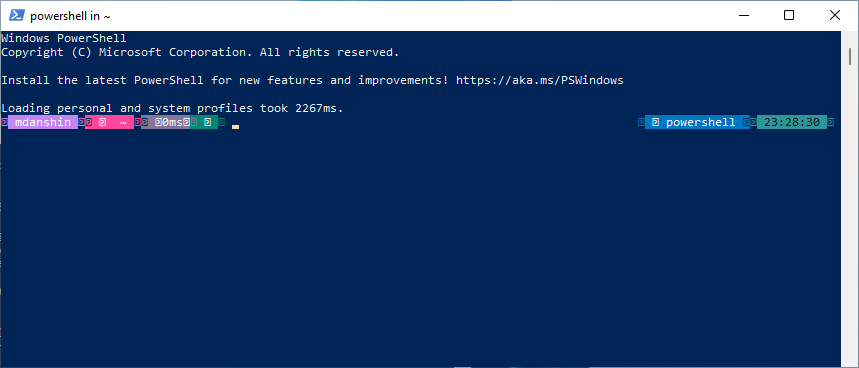 powershell in ~
Windows PowerShell
Copyright (C) Microsoft Corporation. All rights reserved.
Install the latest PowerShell for new features and improvements! https://aka.ms/PSWindows
Loading personal and system profiles took 2267ms.
mdanshin ~ 0ms powershell 23:28:30